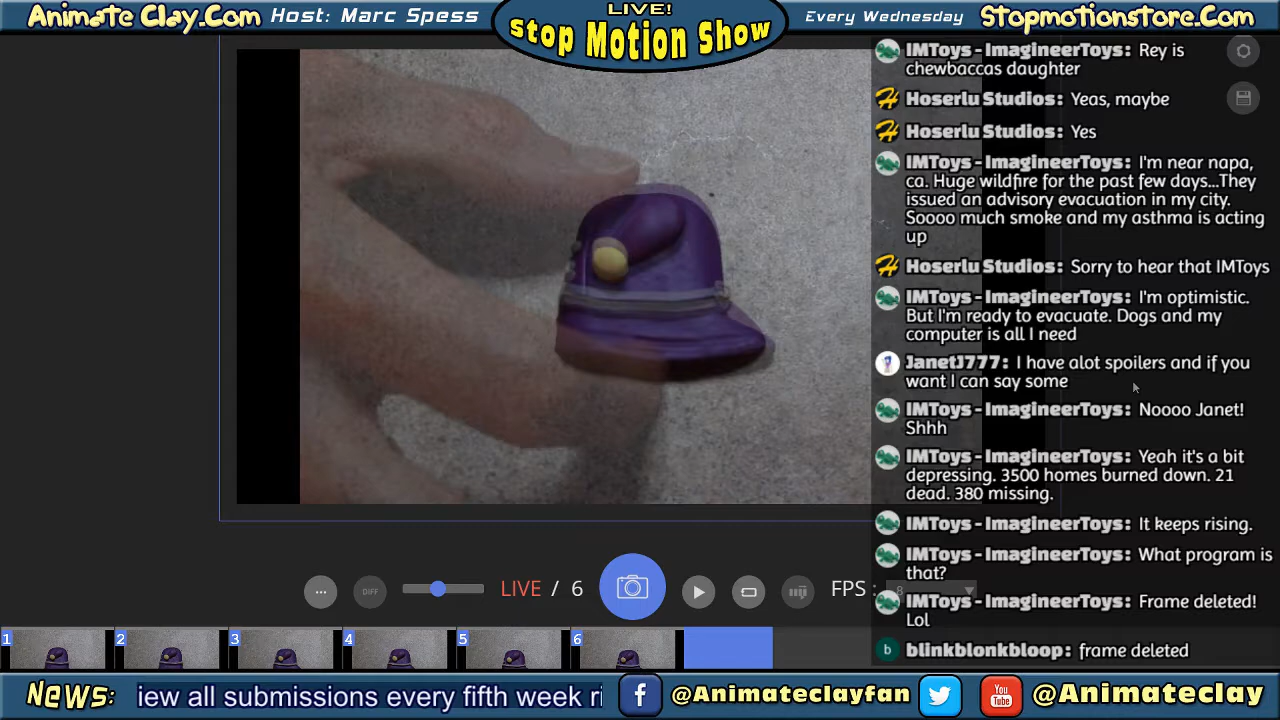 Animate Clay.Com
Host: Marc Spess
LIVE!
Stop Motion Show
Every Wednesday
Stopmotionstore.Com
IMToys - ImagineerToys: Rey is
chewbaccas daughter
Hoserlu Studios: Yeas, maybe
Hoserlu Studios: Yes
IMToys - ImagineerToys: I'm near napa,
ca. Huge wildfire for the past few days...They
issued an advisory evacuation in my city.
Soooo much smoke and my asthma is acting
up
Hoserlu Studios: Sorry to hear that IMToys
IMToys - ImagineerToys: I'm optimistic.
But I'm ready to evacuate. Dogs and my
computer is all I need
JanetJ777: I have alot spoilers and if you
want I can say some
IMToys - ImagineerToys: Noooo Janet!
Shhh
IMToys - ImagineerToys: Yeah it's a bit
depressing. 3500 homes burned down. 21
dead. 380 missing.
IMToys - ImagineerToys: It keeps rising.
IMToys - ImagineerToys: What program is
that?
IMToys - ImagineerToys: Frame deleted!
Lol
b blinkblonkbloop: frame deleted
DIFF
LIVE / 6
FPS : 8
1 2 3 4 5 6
News: iew all submissions every fifth week ri
f @Animateclayfan
You Tube @Animateclay